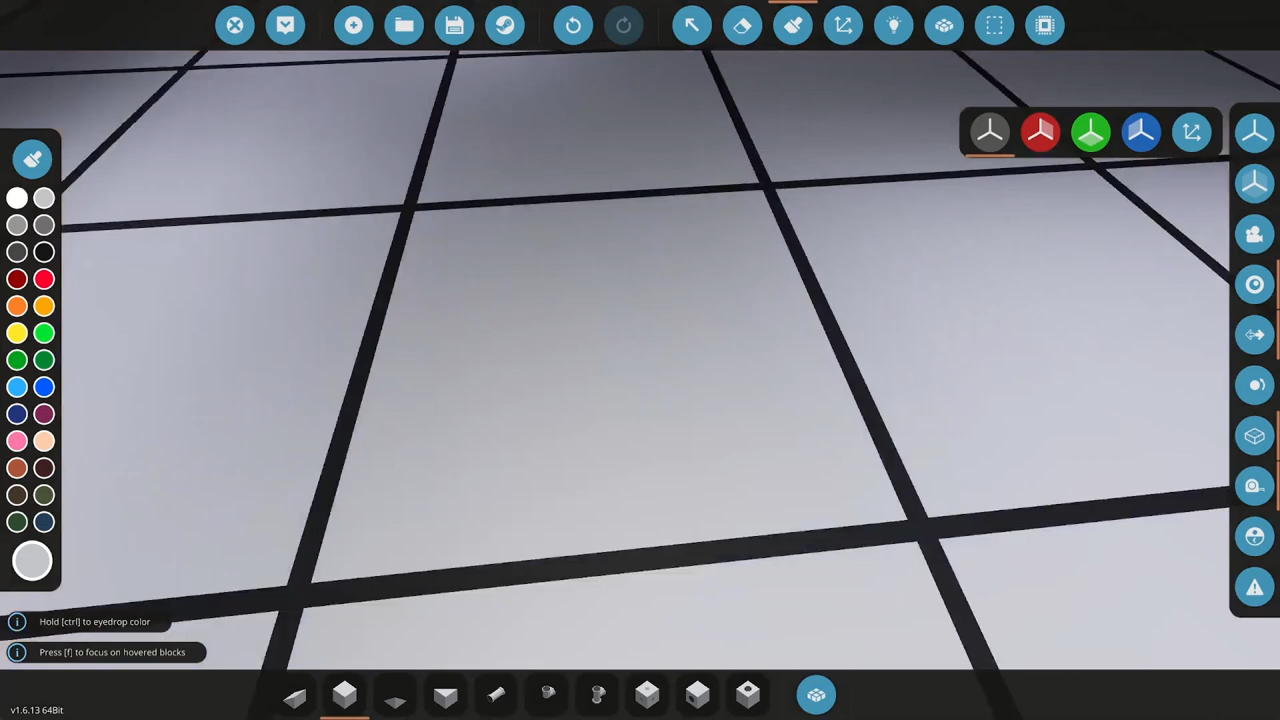 Hold [ctrl] to eyedrop color
Press [f] to focus on hovered blocks
v1.6.13 64Bit